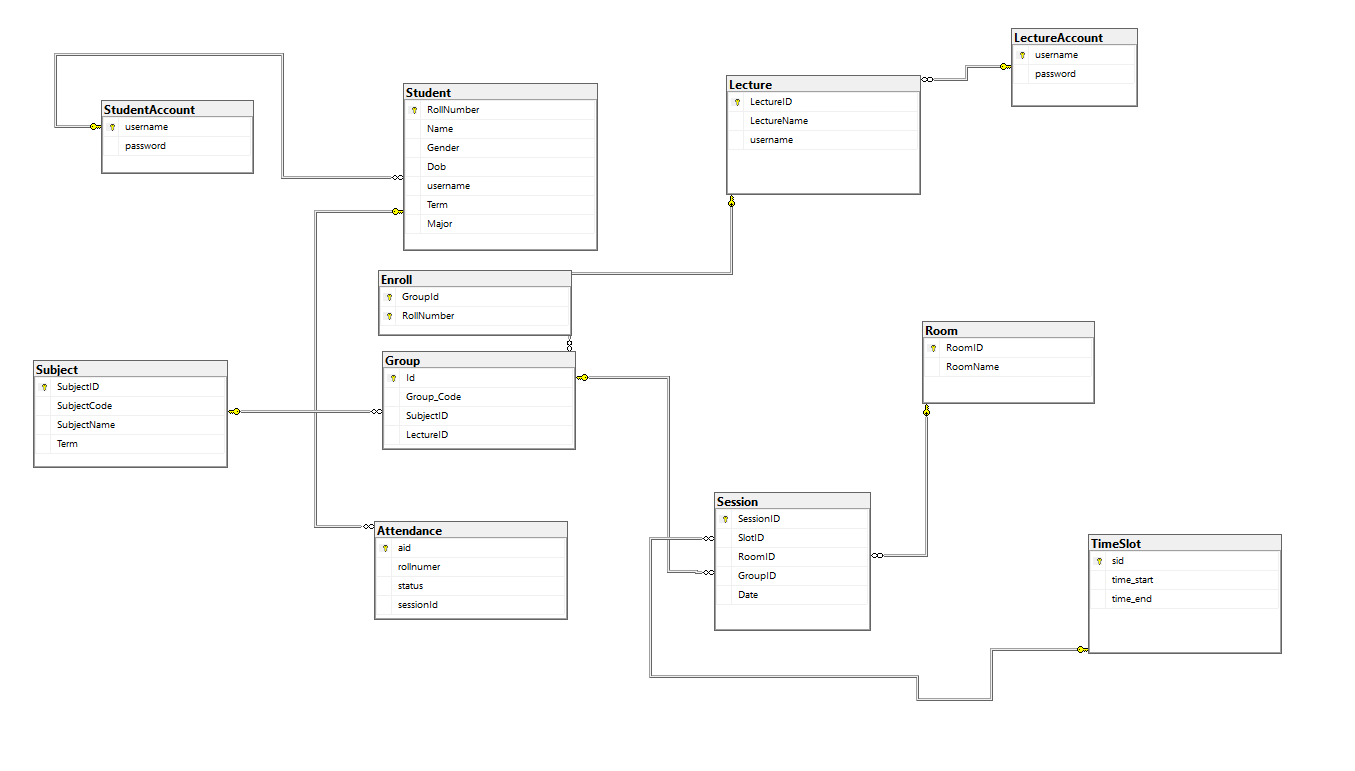 LectureAccount
username
password
Lecture
LectureID
LectureName
username
Student
RollNumber
Name
Gender
Dob
username
Term
Major
StudentAccount
username
password
Enroll
GroupId
RollNumber
Room
RoomID
RoomName
Group
Id
Group_Code
SubjectID
LectureID
Subject
SubjectID
SubjectCode
SubjectName
Term
Session
SessionID
SlotID
RoomID
GroupID
Date
Attendance
aid
rollnumer
status
sessionId
TimeSlot
sid
time_start
time_end